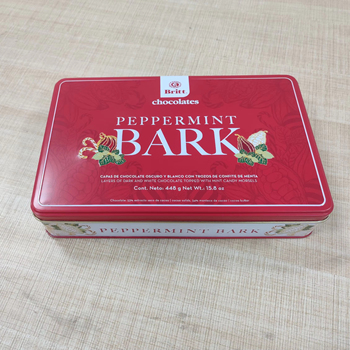 Britt
chocolates
PEPPERMINT
BARK
CAPAS DE CHOCOLATE OSCURO Y BLANCO CON TROZOS DE CONFITE DE MENTA
LAYERS OF DARK AND WHITE CHOCOLATE TOPPED WITH MINT-CANDY MORSELS
Cont. Neto: 448 g Net Wt.: 15.8 oz
PEPPERMINT BARK